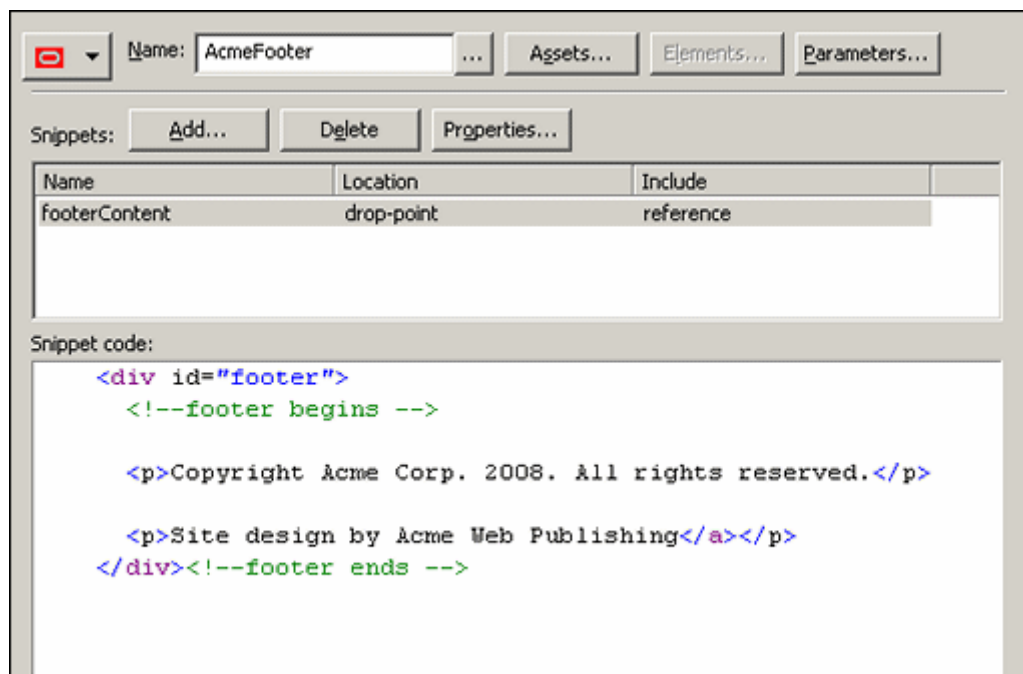 Name: AcmeFooter ... Assets... Elements... Parameters...
Snippets: Add... Delete Properties...
Name Location Include
footerContent drop-point reference
Snippet code:
<div id="footer">
<!--footer begins -->
<p>Copyright Acme Corp. 2008. All rights reserved.</p>
<p>Site design by Acme Web Publishing</a></p>
</div><!--footer ends -->